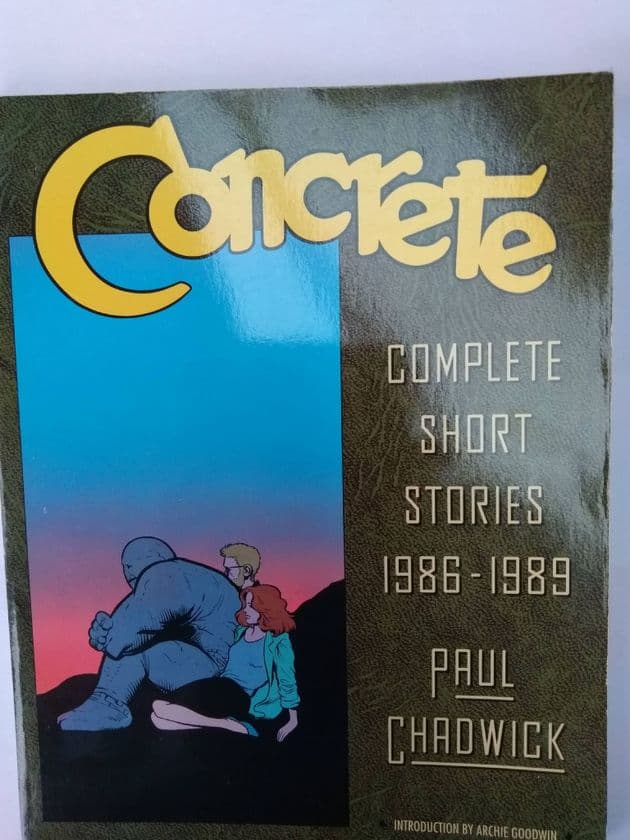 Concrete
COMPLETE
SHORT
STORIES
1986-1989
PAUL
CHADWICK
INTRODUCTION BY ARCHIE GOODWIN